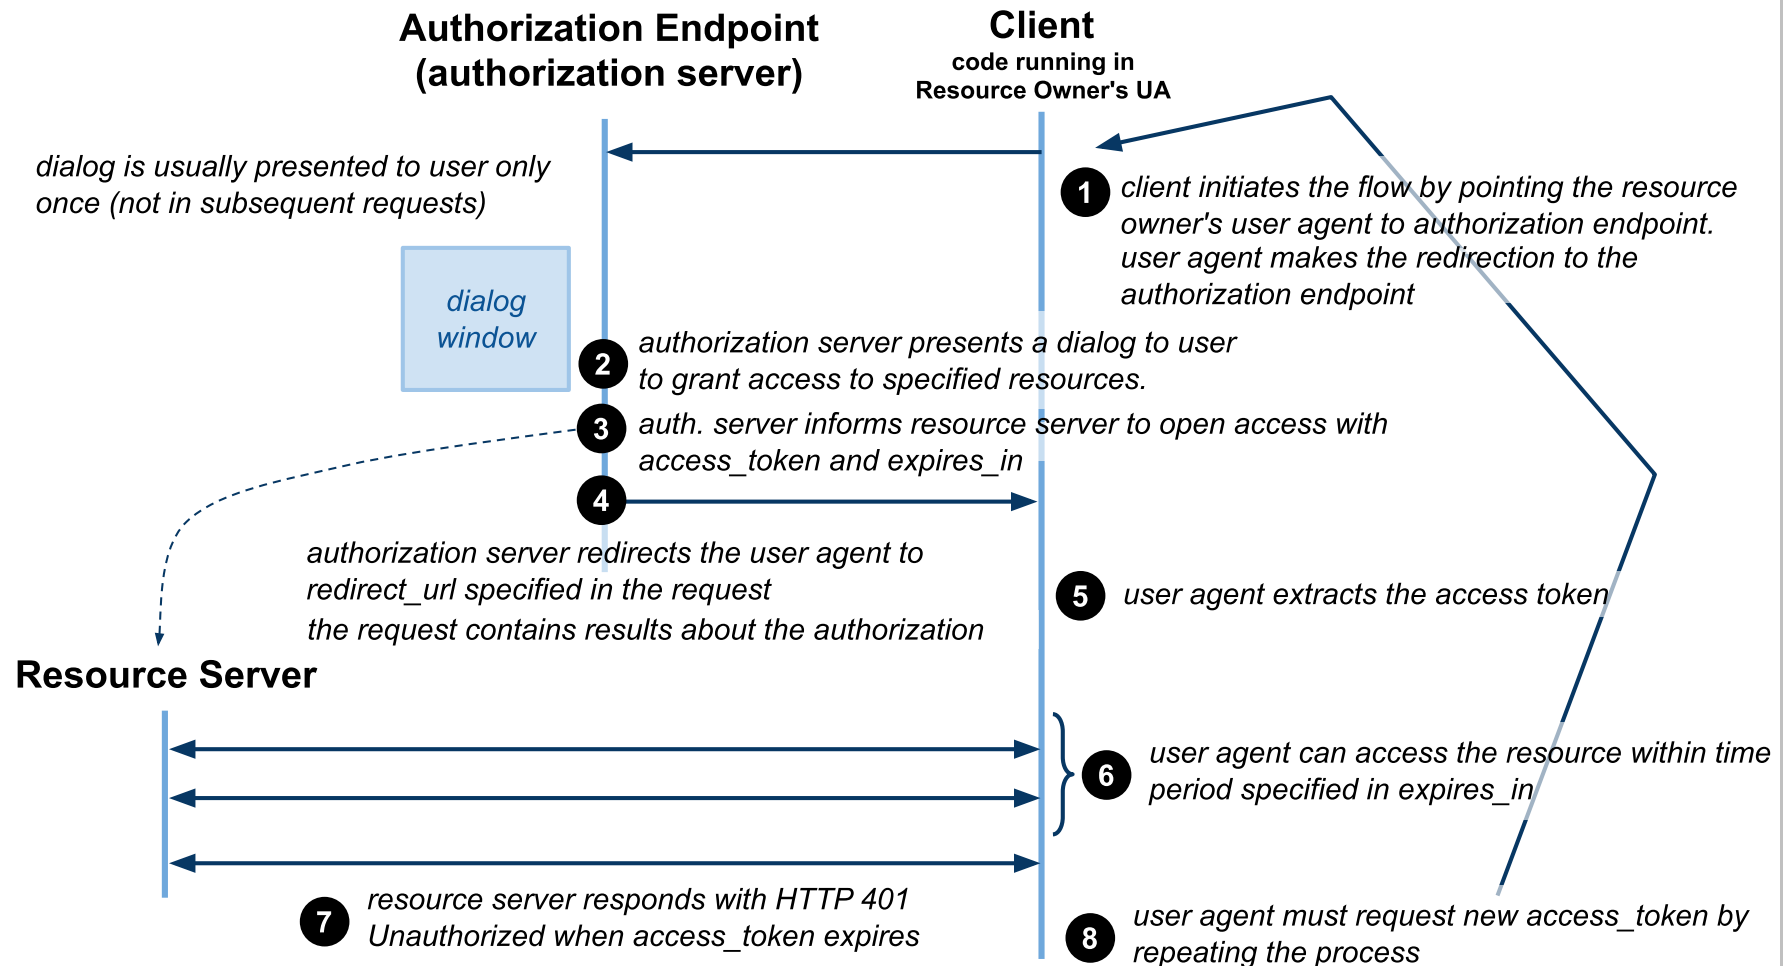 Authorization Endpoint
(authorization server)
Client
code running in
Resource Owner's UA
dialog is usually presented to user only
once (not in subsequent requests)
1
client initiates the flow by pointing the resource
owner's user agent to authorization endpoint.
user agent makes the redirection to the
authorization endpoint
dialog
window
2
authorization server presents a dialog to user
to grant access to specified resources.
3
auth. server informs resource server to open access with
access_token and expires_in
4
authorization server redirects the user agent to
redirect_url specified in the request
the request contains results about the authorization
5
user agent extracts the access token
Resource Server
6
user agent can access the resource within time
period specified in expires_in
7
resource server responds with HTTP 401
Unauthorized when access_token expires
8
user agent must request new access_token by
repeating the process